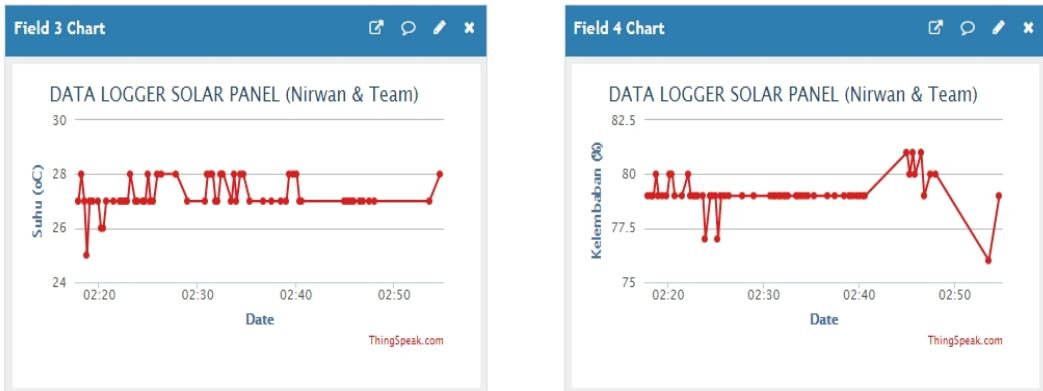 Field 3 Chart
DATA LOGGER SOLAR PANEL (Nirwan & Team)
30
28
26
24
Suhu (oC)
02:20 02:30 02:40 02:50
Date
ThingSpeak.com
Field 4 Chart
DATA LOGGER SOLAR PANEL (Nirwan & Team)
82.5
80
77.5
75
Kelembaban (%)
02:20 02:30 02:40 02:50
Date
ThingSpeak.com